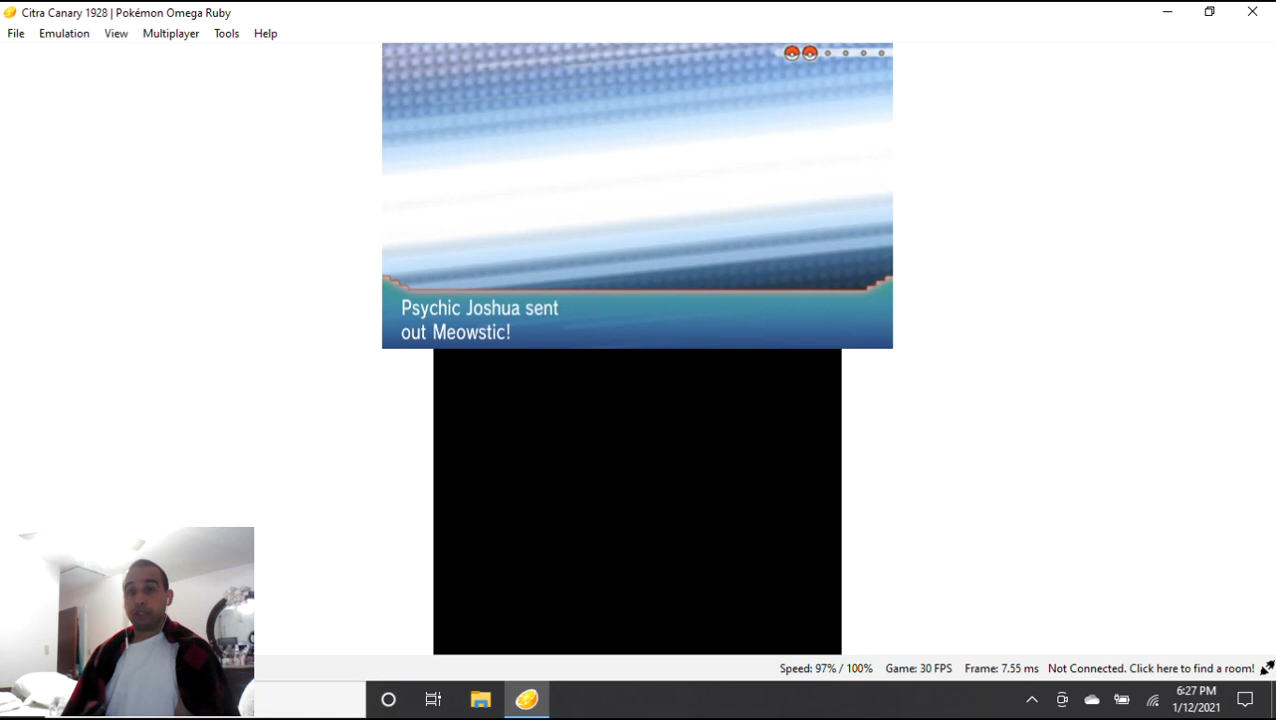 Citra Canary 1928 | Pokémon Omega Ruby
File Emulation View Multiplayer Tools Help
Psychic Joshua sent
out Meowstic!
Speed: 97% / 100% Game: 30 FPS Frame: 7.55 ms Not Connected. Click here to find a room!
6:27 PM
1/12/2021